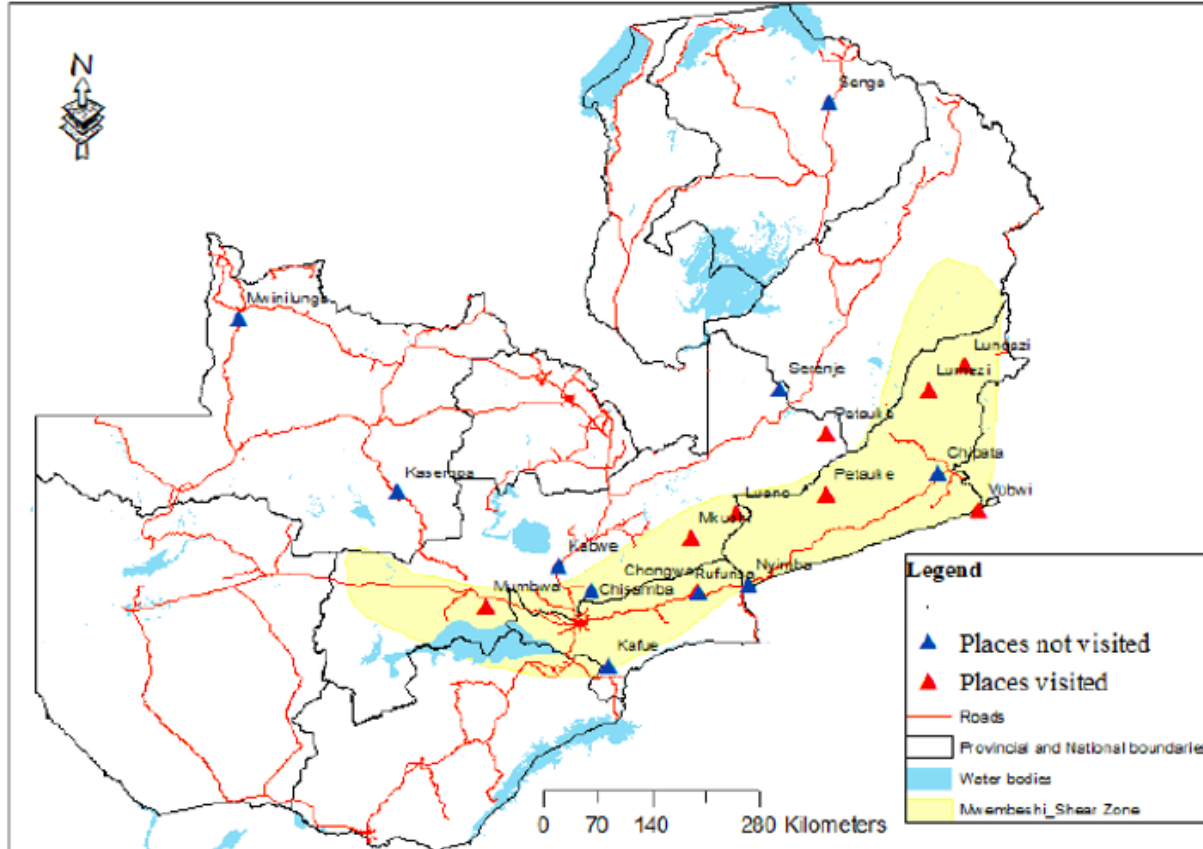 N
Senga
Mwinilunga
Lundazi
Lumezi
Serenje
Patauke
Chipata
Kasempa
Petauke
Vubwi
Luano
Mkushi
Kabwe
Nyimba
Chongwe
Rufunsa
Mumbwa
Chisamba
Kafue
Legend
Places not visited
Places visited
Roads
Provincial and National boundaries
Water bodies
Mwembeshi_Shear Zone
0 70 140 280 Kilometers